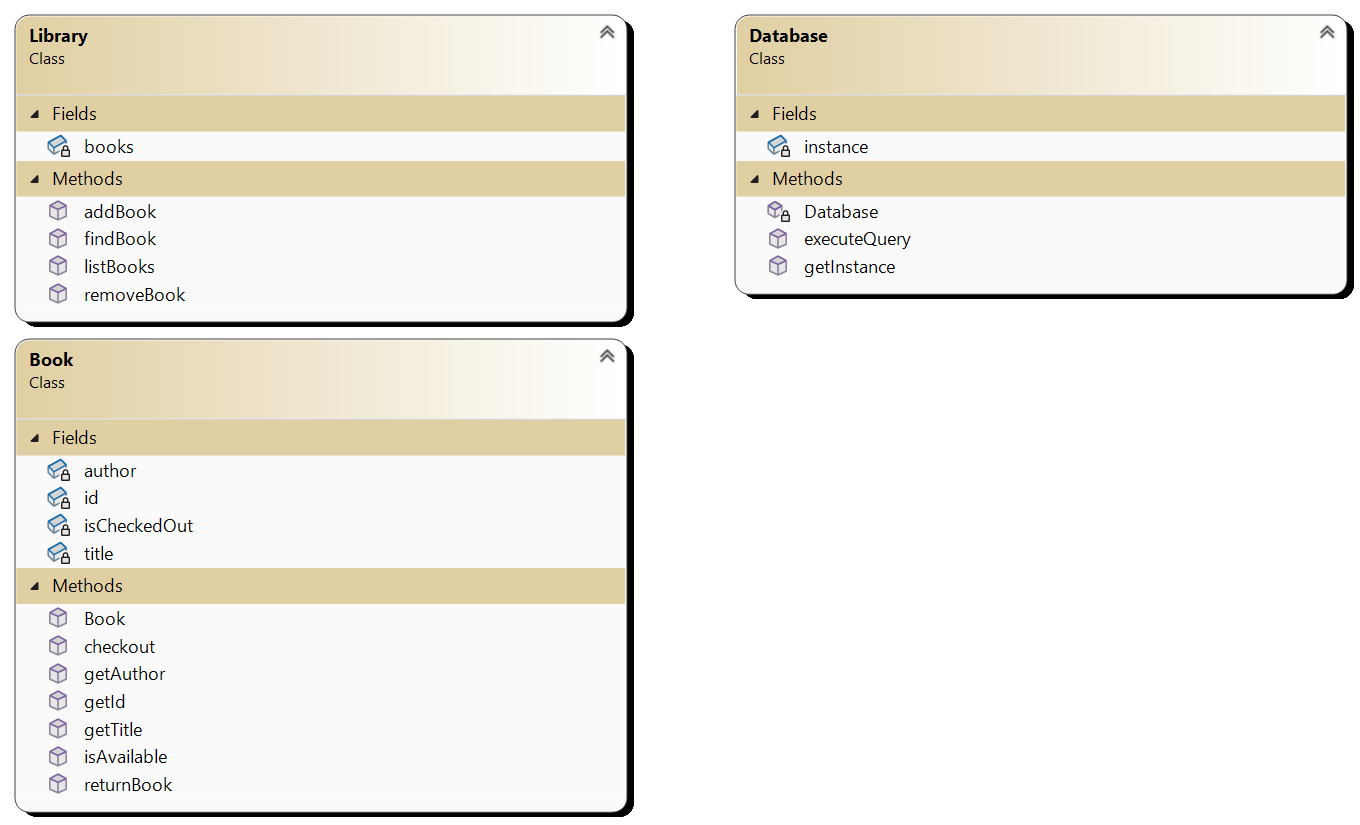 Library
Class
Fields
books
Methods
addBook
findBook
listBooks
removeBook
Database
Class
Fields
instance
Methods
Database
executeQuery
getInstance
Book
Class
Fields
author
id
isCheckedOut
title
Methods
Book
checkout
getAuthor
getId
getTitle
isAvailable
returnBook